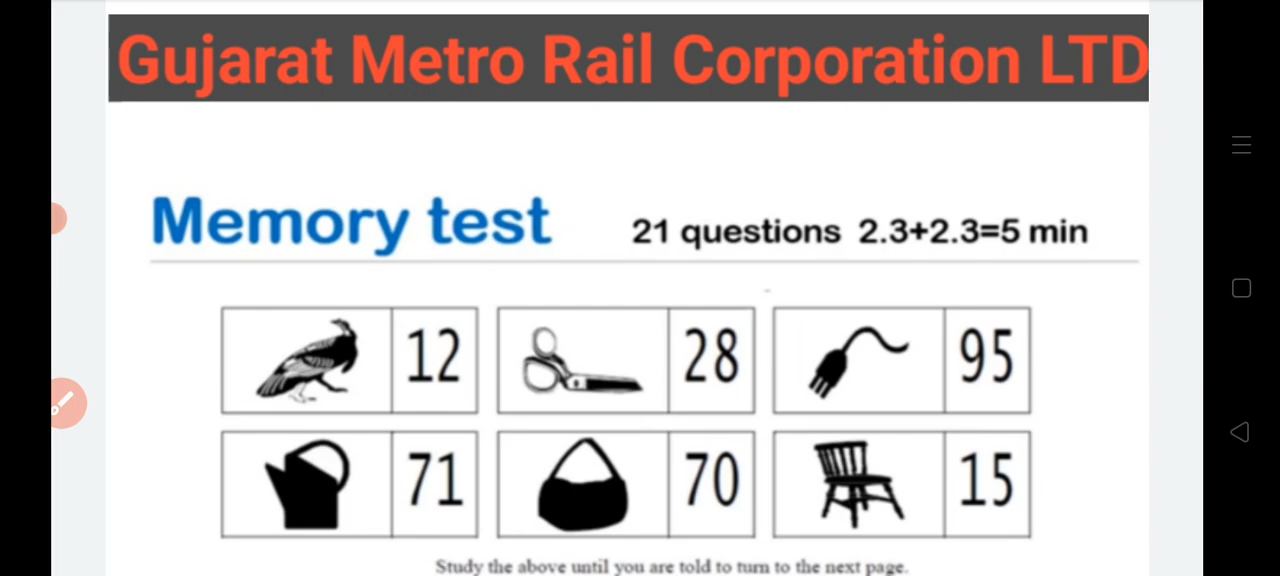 Gujarat Metro Rail Corporation LTD
Memory test 21 questions 2.3+2.3=5 min
12 28 95
71 70 15
Study the above until you are told to turn to the next page.